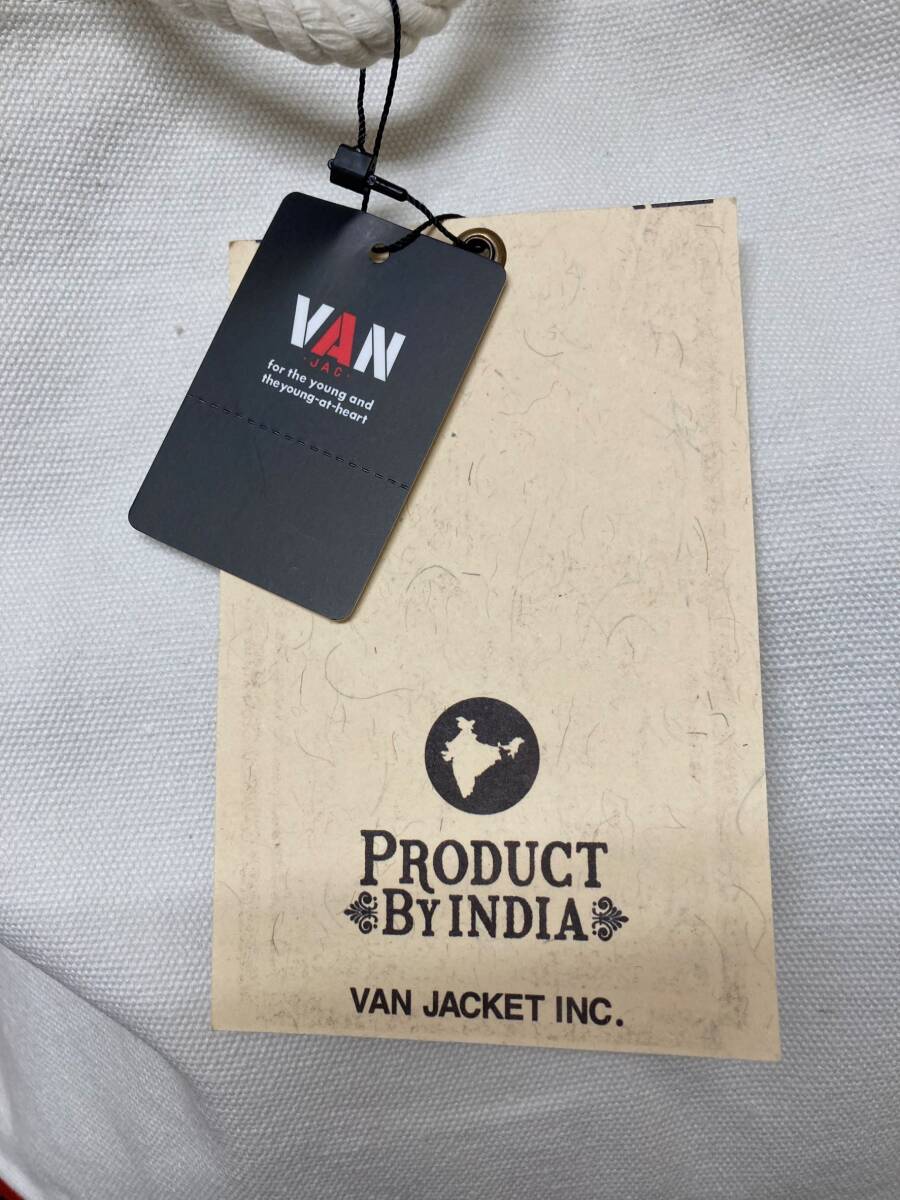 VAN
·JAC·
for the young and
the young-at-heart
PRODUCT
BY INDIA
VAN JACKET INC.